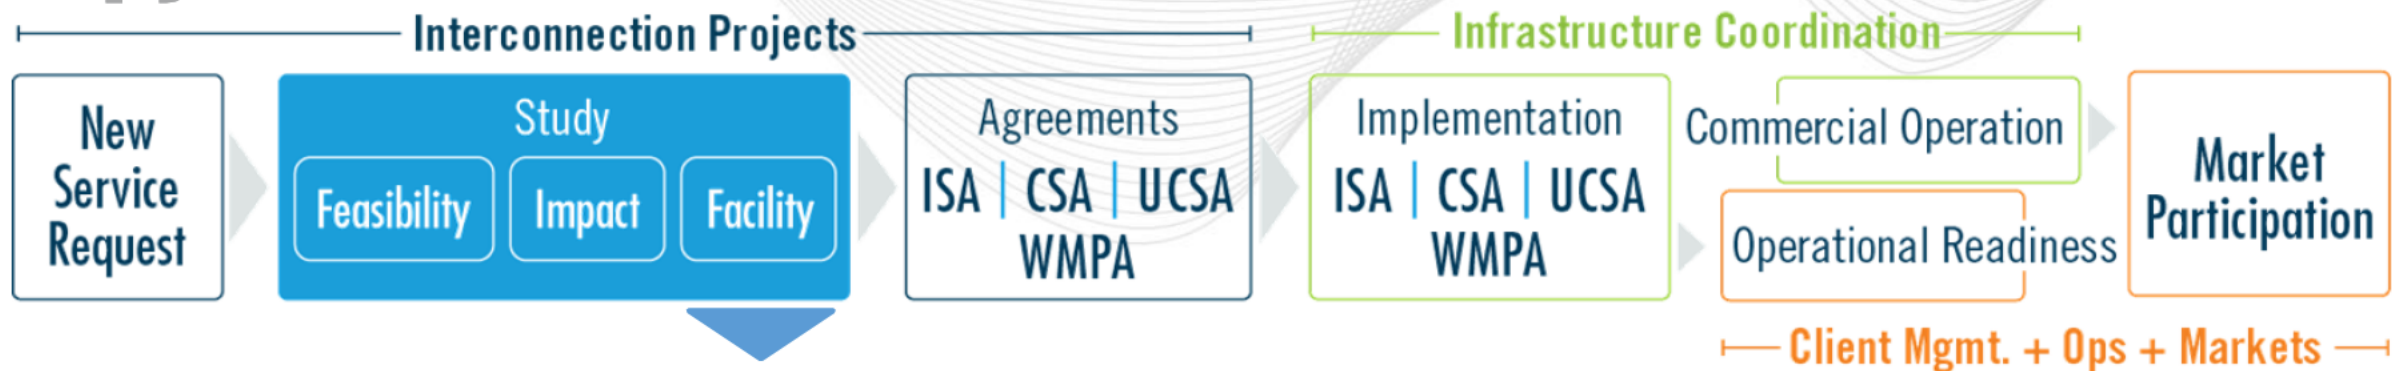 Interconnection Projects
Infrastructure Coordination
New
Service
Request
Study
Feasibility
Impact
Facility
Agreements
ISA | CSA | UCSA
WMPA
Implementation
ISA | CSA | UCSA
WMPA
Commercial Operation
Operational Readiness
Market
Participation
Client Mgmt. + Ops + Markets